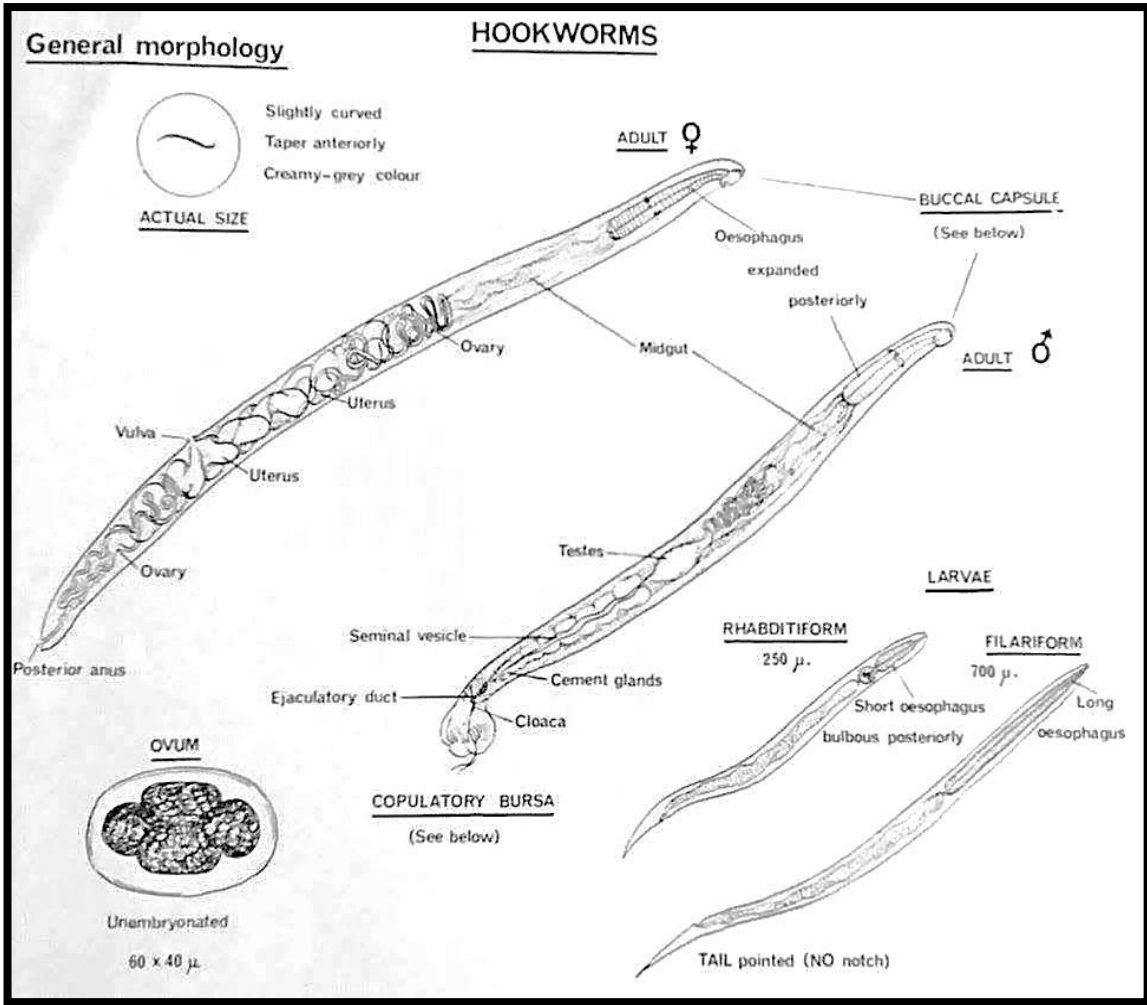 HOOKWORMS
General morphology
Slightly curved
Taper anteriorly
Creamy-grey colour
ACTUAL SIZE
ADULT ♀
BUCCAL CAPSULE
(See below)
Oesophagus
expanded
posteriorly
Midgut
ADULT ♂
Ovary
Uterus
Vulva
Uterus
Ovary
Posterior anus
Testes
Seminal vesicle
Ejaculatory duct
Cement glands
Cloaca
COPULATORY BURSA
(See below)
OVUM
Unembryonated
60 x 40 μ
LARVAE
RHABDITIFORM
250 μ.
Short oesophagus
bulbous posteriorly
FILARIFORM
700 μ.
Long
oesophagus
TAIL pointed (NO notch)